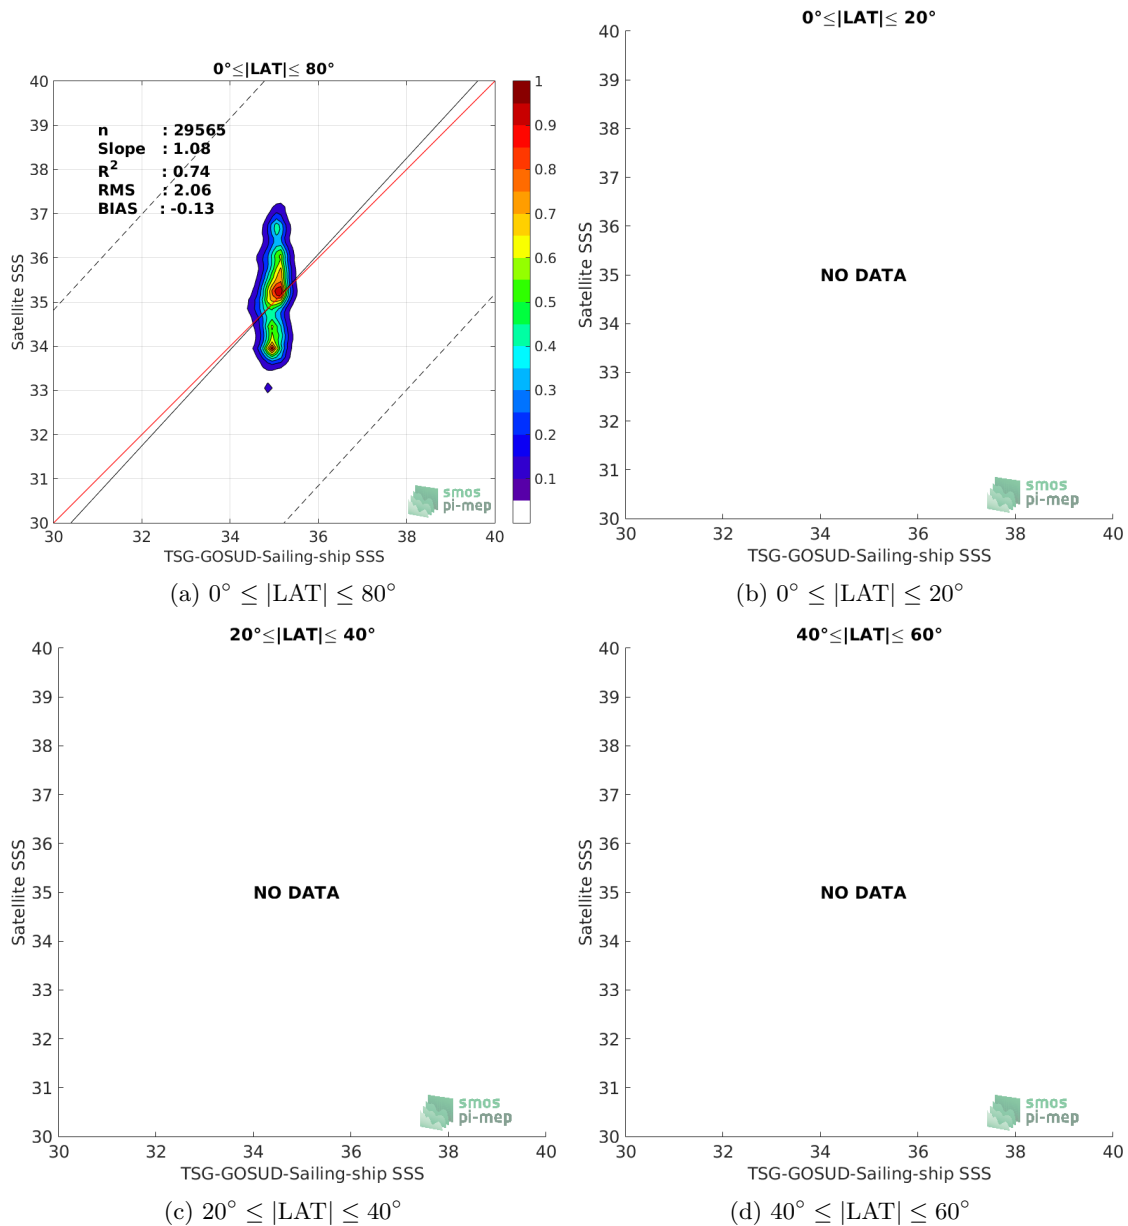 0°≤|LAT|≤ 80°
40
39
38
37
36
35
34
33
32
31
30
Satellite SSS
n : 29565
Slope : 1.08
R² : 0.74
RMS : 2.06
BIAS : -0.13
1
0.9
0.8
0.7
0.6
0.5
0.4
0.3
0.2
0.1
smos
pi-mep
30 32 34 36 38 40
TSG-GOSUD-Sailing-ship SSS
(a) 0° ≤ |LAT| ≤ 80°
0°≤|LAT|≤ 20°
40
39
38
37
36
35
34
33
32
31
30
Satellite SSS
NO DATA
smos
pi-mep
30 32 34 36 38 40
TSG-GOSUD-Sailing-ship SSS
(b) 0° ≤ |LAT| ≤ 20°
20°≤|LAT|≤ 40°
40
39
38
37
36
35
34
33
32
31
30
Satellite SSS
NO DATA
smos
pi-mep
30 32 34 36 38 40
TSG-GOSUD-Sailing-ship SSS
(c) 20° ≤ |LAT| ≤ 40°
40°≤|LAT|≤ 60°
40
39
38
37
36
35
34
33
32
31
30
Satellite SSS
NO DATA
smos
pi-mep
30 32 34 36 38 40
TSG-GOSUD-Sailing-ship SSS
(d) 40° ≤ |LAT| ≤ 60°